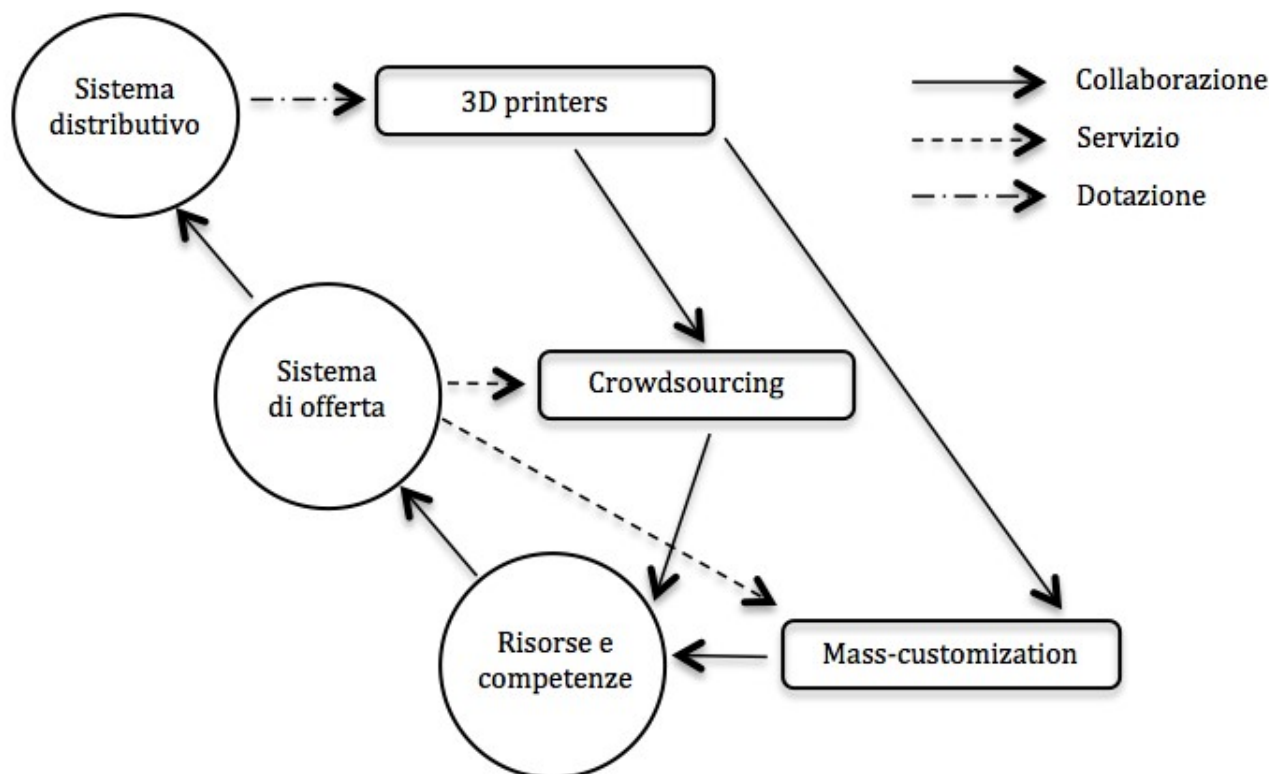 Sistema
distributivo
3D printers
Collaborazione
Servizio
Dotazione
Sistema
di offerta
Crowdsourcing
Risorse e
competenze
Mass-customization